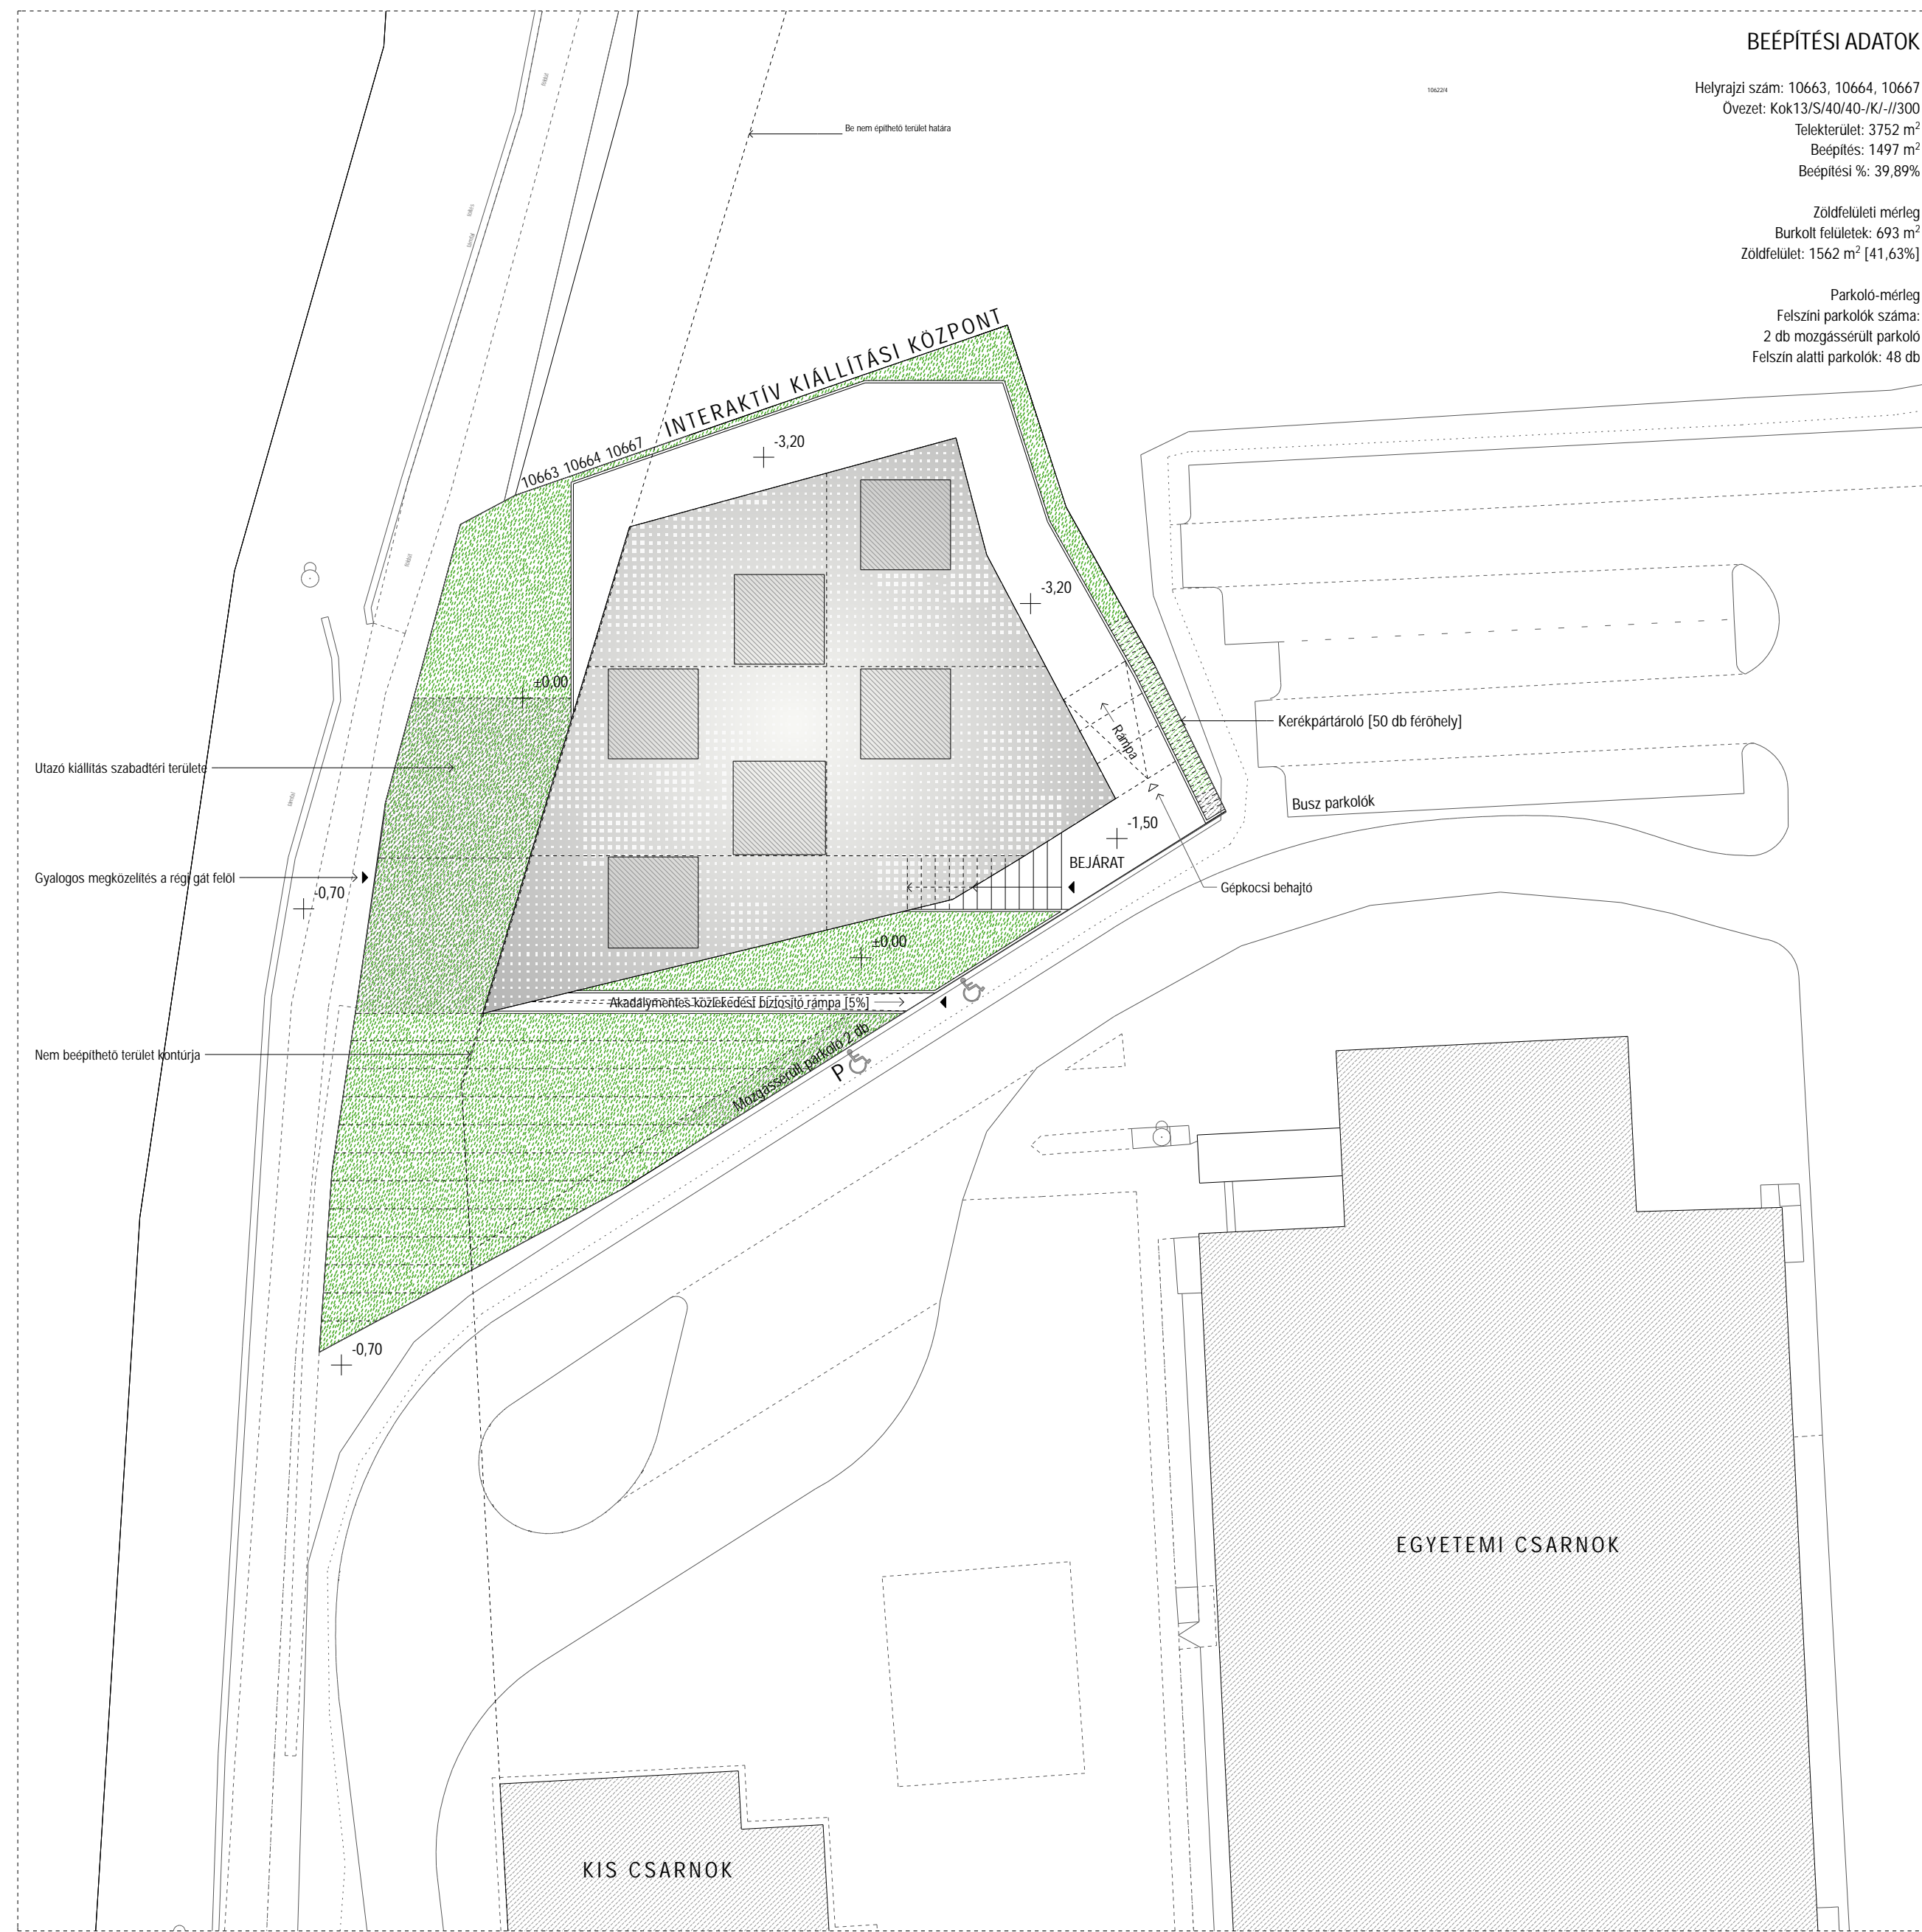 BEÉPÍTÉSI ADATOK
Helyrajzi szám: 10663, 10664, 10667
Övezet: Kok13/S/40/40-/K/-//300
Telekterület: 3752 m²
Beépítés: 1497 m²
Beépítési %: 39,89%
Zöldfelületi mérleg
Burkolt felületek: 693 m²
Zöldfelület: 1562 m² [41,63%]
Parkoló-mérleg
Felszíni parkolók száma:
2 db mozgássérült parkoló
Felszín alatti parkolók: 48 db
10622/4
Be nem építhető terület határa
INTERAKTÍV KIÁLLÍTÁSI KÖZPONT
10663 10664 10667
-3,20
-3,20
±0,00
Rámpa
Kerékpártároló [50 db férőhely]
Utazó kiállítás szabadtéri területe
Busz parkolók
-1,50
BEJÁRAT
Gyalogos megközelítés a régi gát felől
-0,70
Gépkocsi behajtó
±0,00
Akadálymentes közlekedést biztosító rámpa [5%]
Mozgássérült parkoló 2 db
P
Nem beépíthető terület kontúrja
-0,70
EGYETEMI CSARNOK
KIS CSARNOK